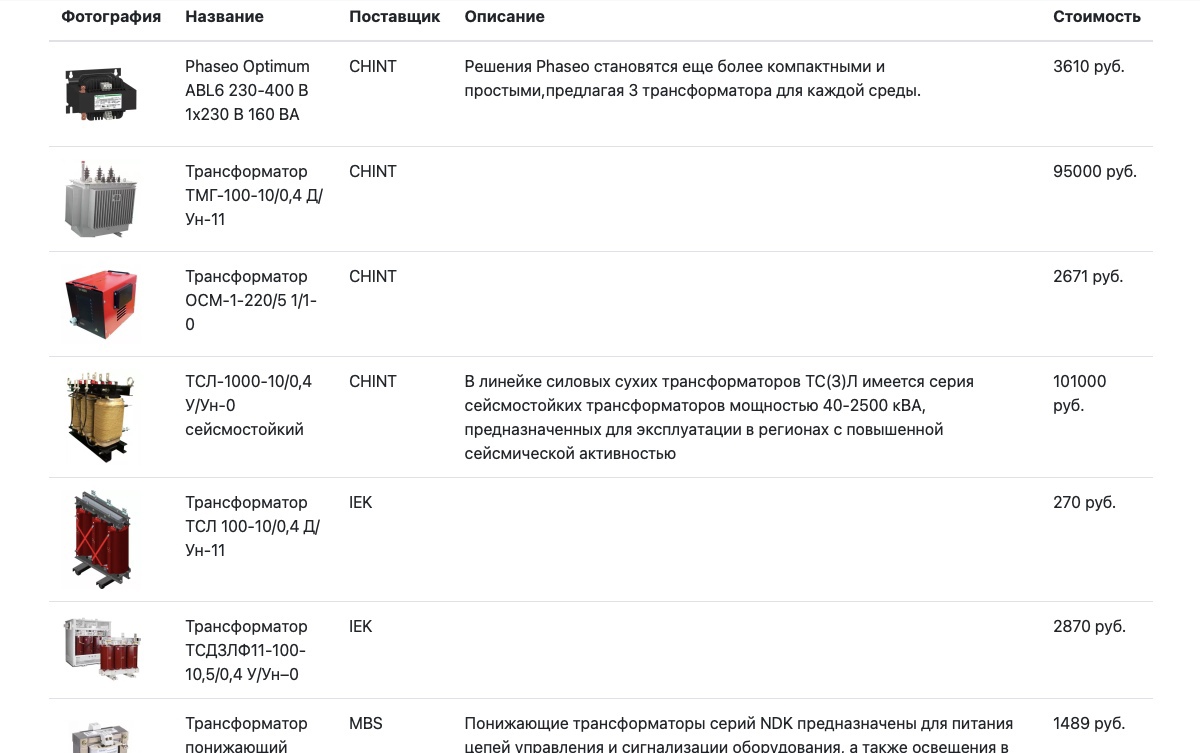 Фотография Название Поставщик Описание Стоимость
Phaseo Optimum CHINT Решения Phaseo становятся еще более компактными и 3610 руб.
ABL6 230-400 В простыми,предлагая 3 трансформатора для каждой среды.
1x230 В 160 ВА
Трансформатор CHINT 95000 руб.
ТМГ-100-10/0,4 Д/
Ун-11
Трансформатор CHINT 2671 руб.
ОСМ-1-220/5 1/1-
0
ТСЛ-1000-10/0,4 CHINT В линейке силовых сухих трансформаторов ТС(З)Л имеется серия 101000
У/Ун-0 сейсмостойких трансформаторов мощностью 40-2500 кВА, руб.
сейсмостойкий предназначенных для эксплуатации в регионах с повышенной
сейсмической активностью
Трансформатор IEK 270 руб.
ТСЛ 100-10/0,4 Д/
Ун-11
Трансформатор IEK 2870 руб.
ТСДЗЛФ11-100-
10,5/0,4 У/Ун–0
Трансформатор MBS Понижающие трансформаторы серий NDK предназначены для питания 1489 руб.
понижающий цепей управления и сигнализации оборудования, а также освещения в